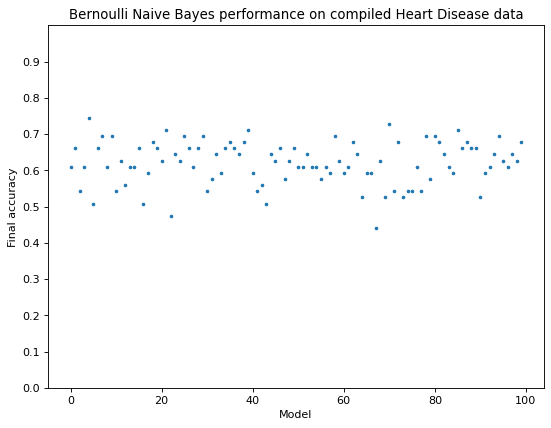 Bernoulli Naive Bayes performance on compiled Heart Disease data
0.9
0.8
0.7
0.6
0.5
0.4
0.3
0.2
0.1
0.0
Final accuracy
0 20 40 60 80 100
Model